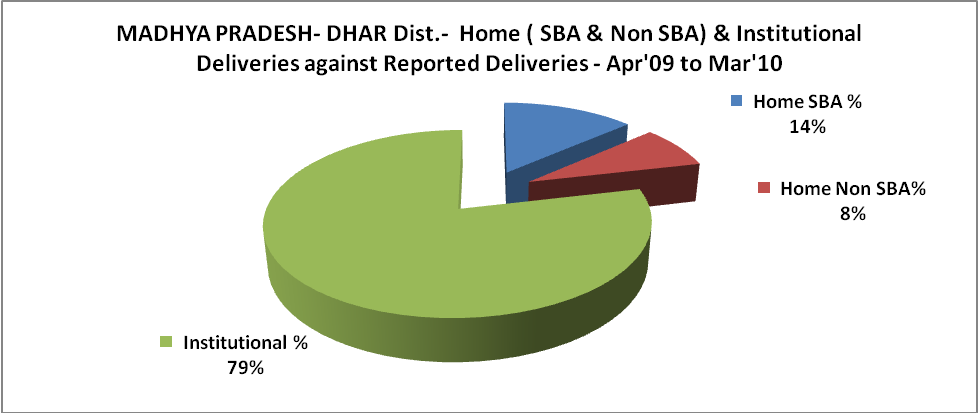 MADHYA PRADESH- DHAR Dist.-  Home ( SBA & Non SBA) & Institutional
Deliveries against Reported Deliveries - Apr'09 to Mar'10
Home SBA %
14%
Home Non SBA%
8%
Institutional %
79%